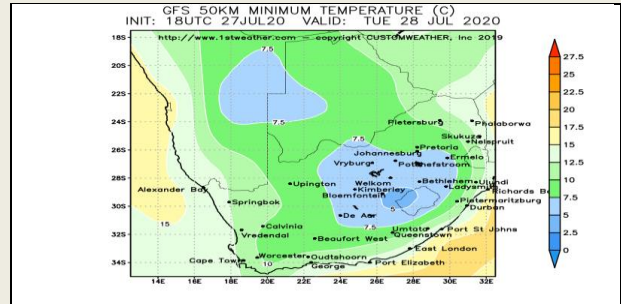 GFS 50KM MINIMUM TEMPERATURE (C)
INIT: 18UTC 27JUL20 VALID: TUE 28 JUL 2020
http://www.1stweather.com copyright CUSTOMWEATHER, Inc 2019
18S
20S
22S
24S
26S
28S
30S
32S
34S
7.5
7.5
7.5
Pietersburg
Phalaborwa
Skukuza
Nelspruit
Pretoria
Johannesburg
Ermelo
Vryburg
Potchefstroom
Welkom
Bethlehem
Ulundi
Upington
Kimberley
Ladysmith
Alexander Bay
Bloemfontein
Richards B
Springbok
Pietermaritzburg
5
Durban
De Aar
15
7.5
Calvinia
Umtata
Port St Johns
Vredendal
Beaufort West
Queenstown
East London
Worcester
Oudtshoorn
Cape Town
10
George
Port Elizabeth
14E 16E 18E 20E 22E 24E 26E 28E 30E 32E
27.5
25
22.5
20
17.5
15
12.5
10
7.5
5
2.5
0